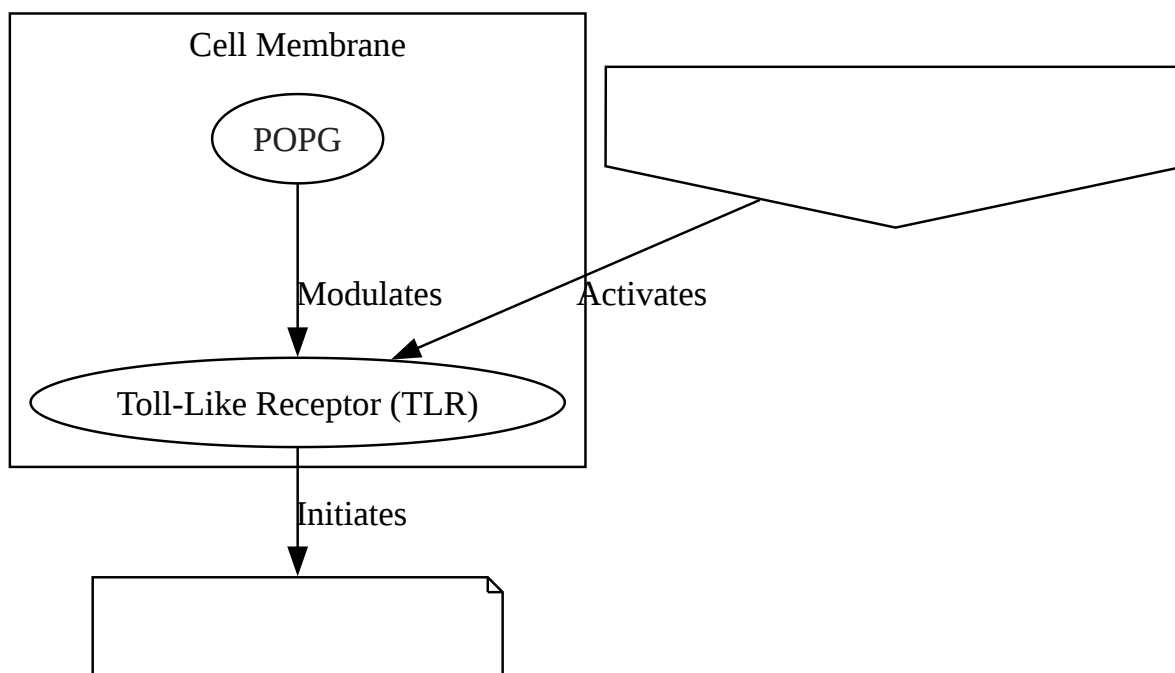 Cell Membrane
POPG
Modulates
Activates
Toll-Like Receptor (TLR)
Initiates